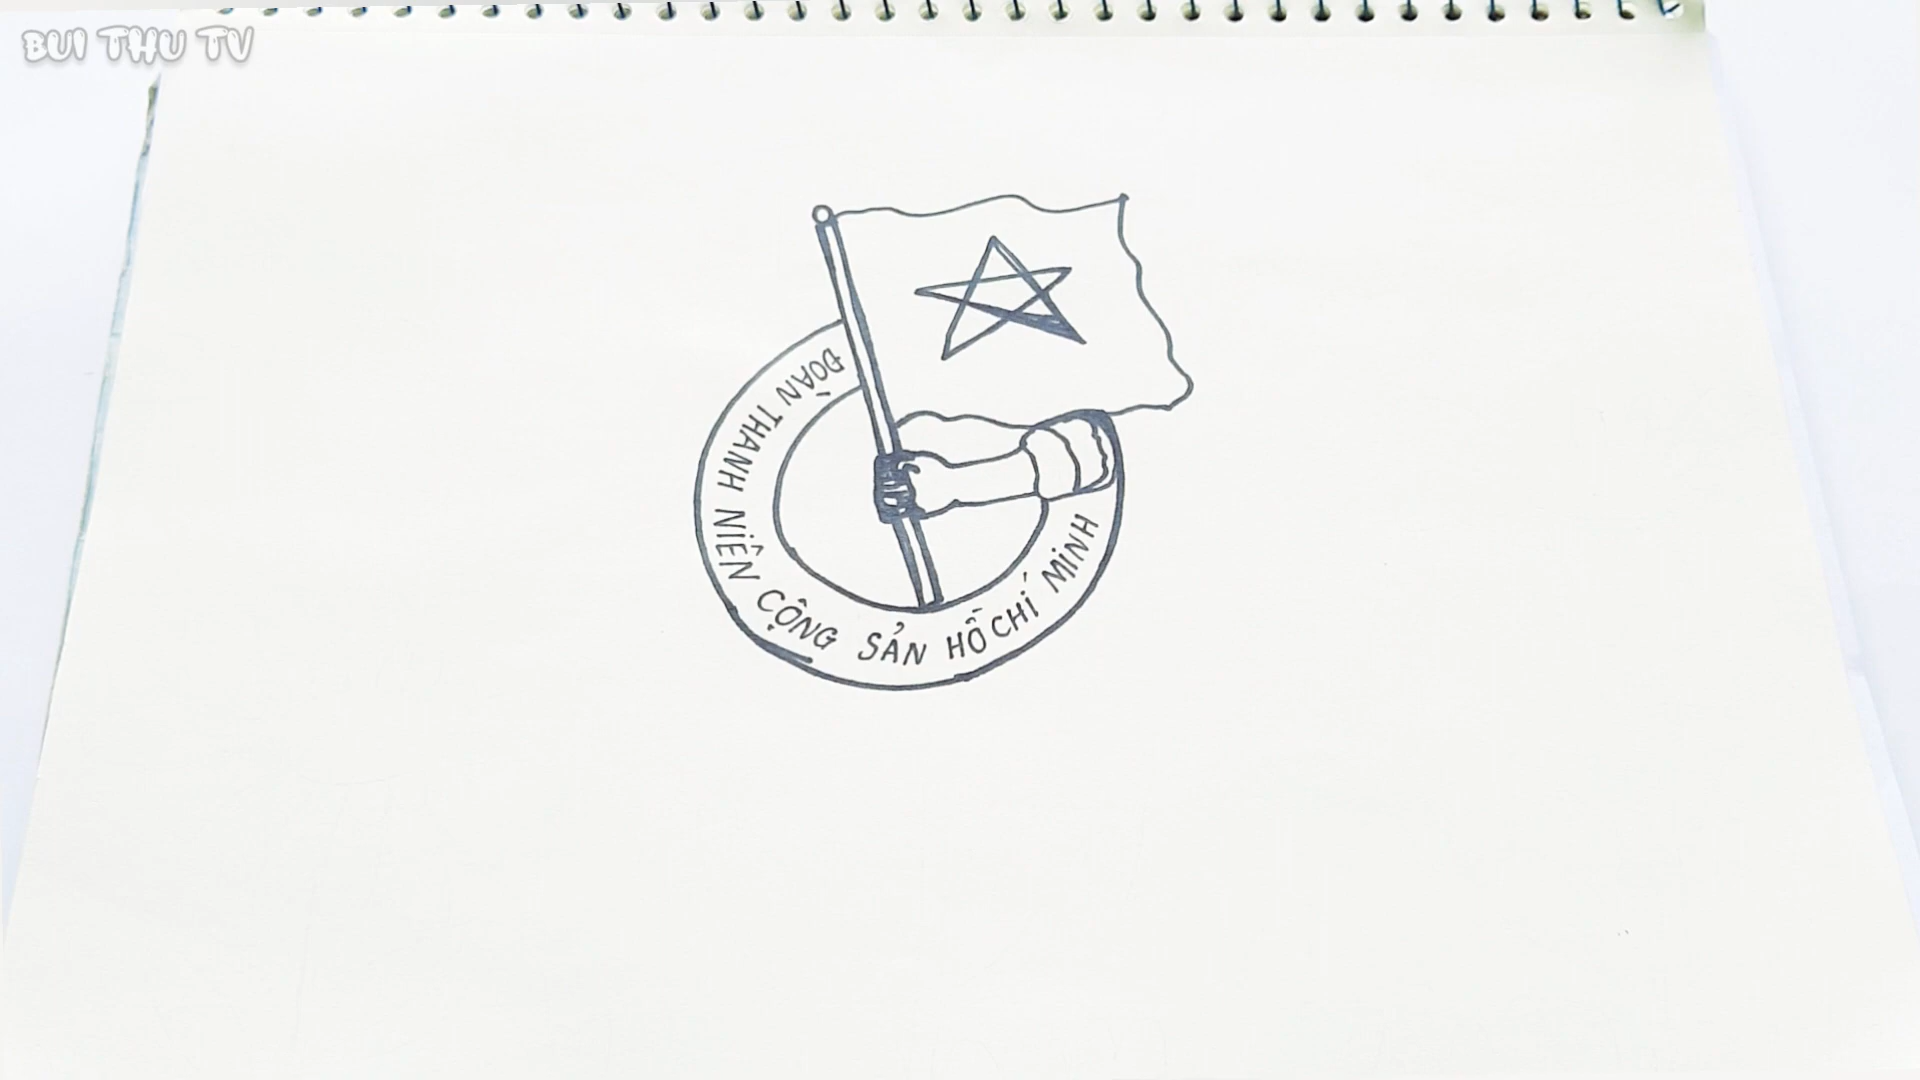 BUI THU TV
ĐOÀN THANH NIÊN CỘNG SẢN HỒ CHÍ MINH